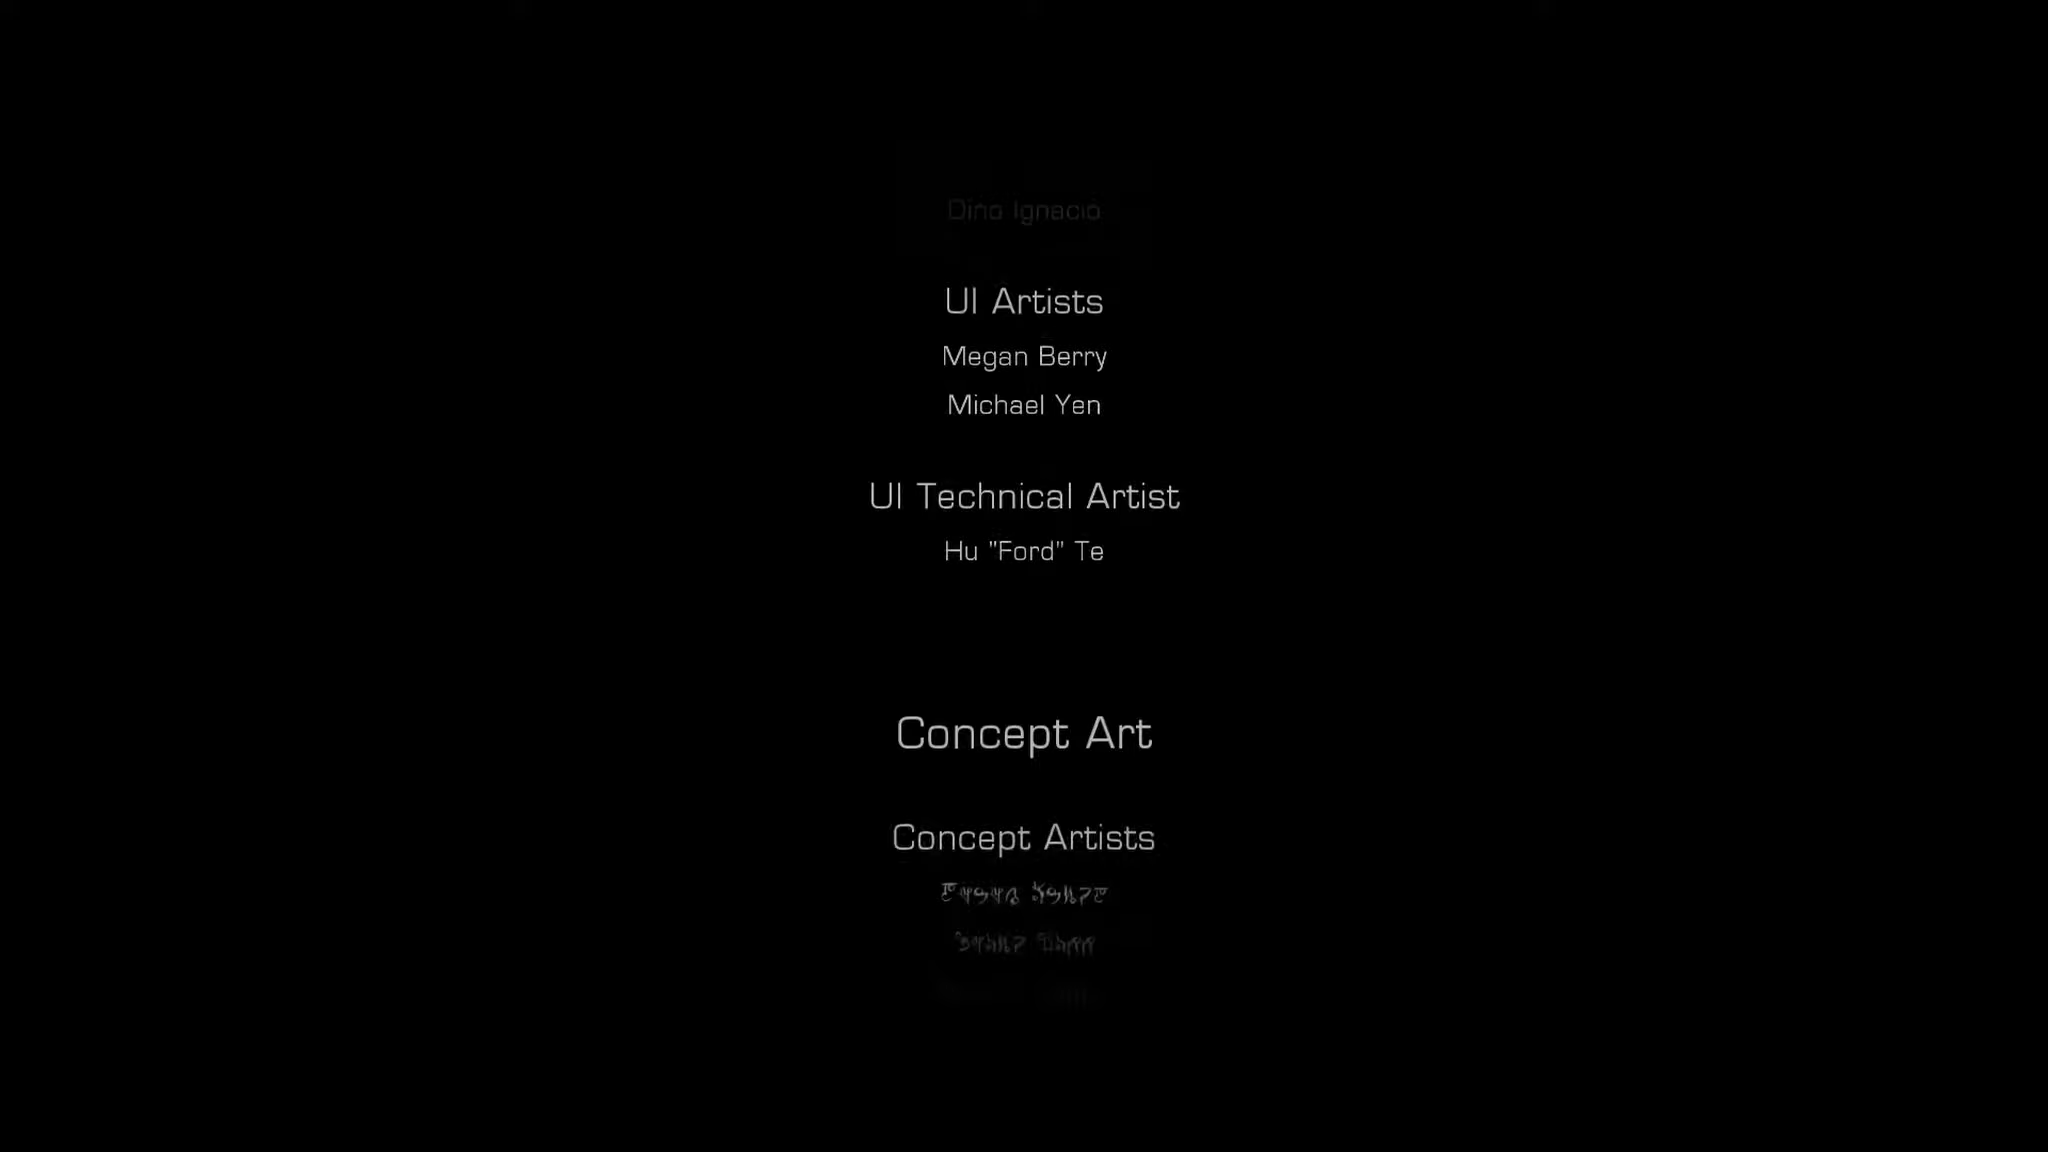 Dino Ignacio
UI Artists
Megan Berry
Michael Yen
UI Technical Artist
Hu "Ford" Te
Concept Art
Concept Artists